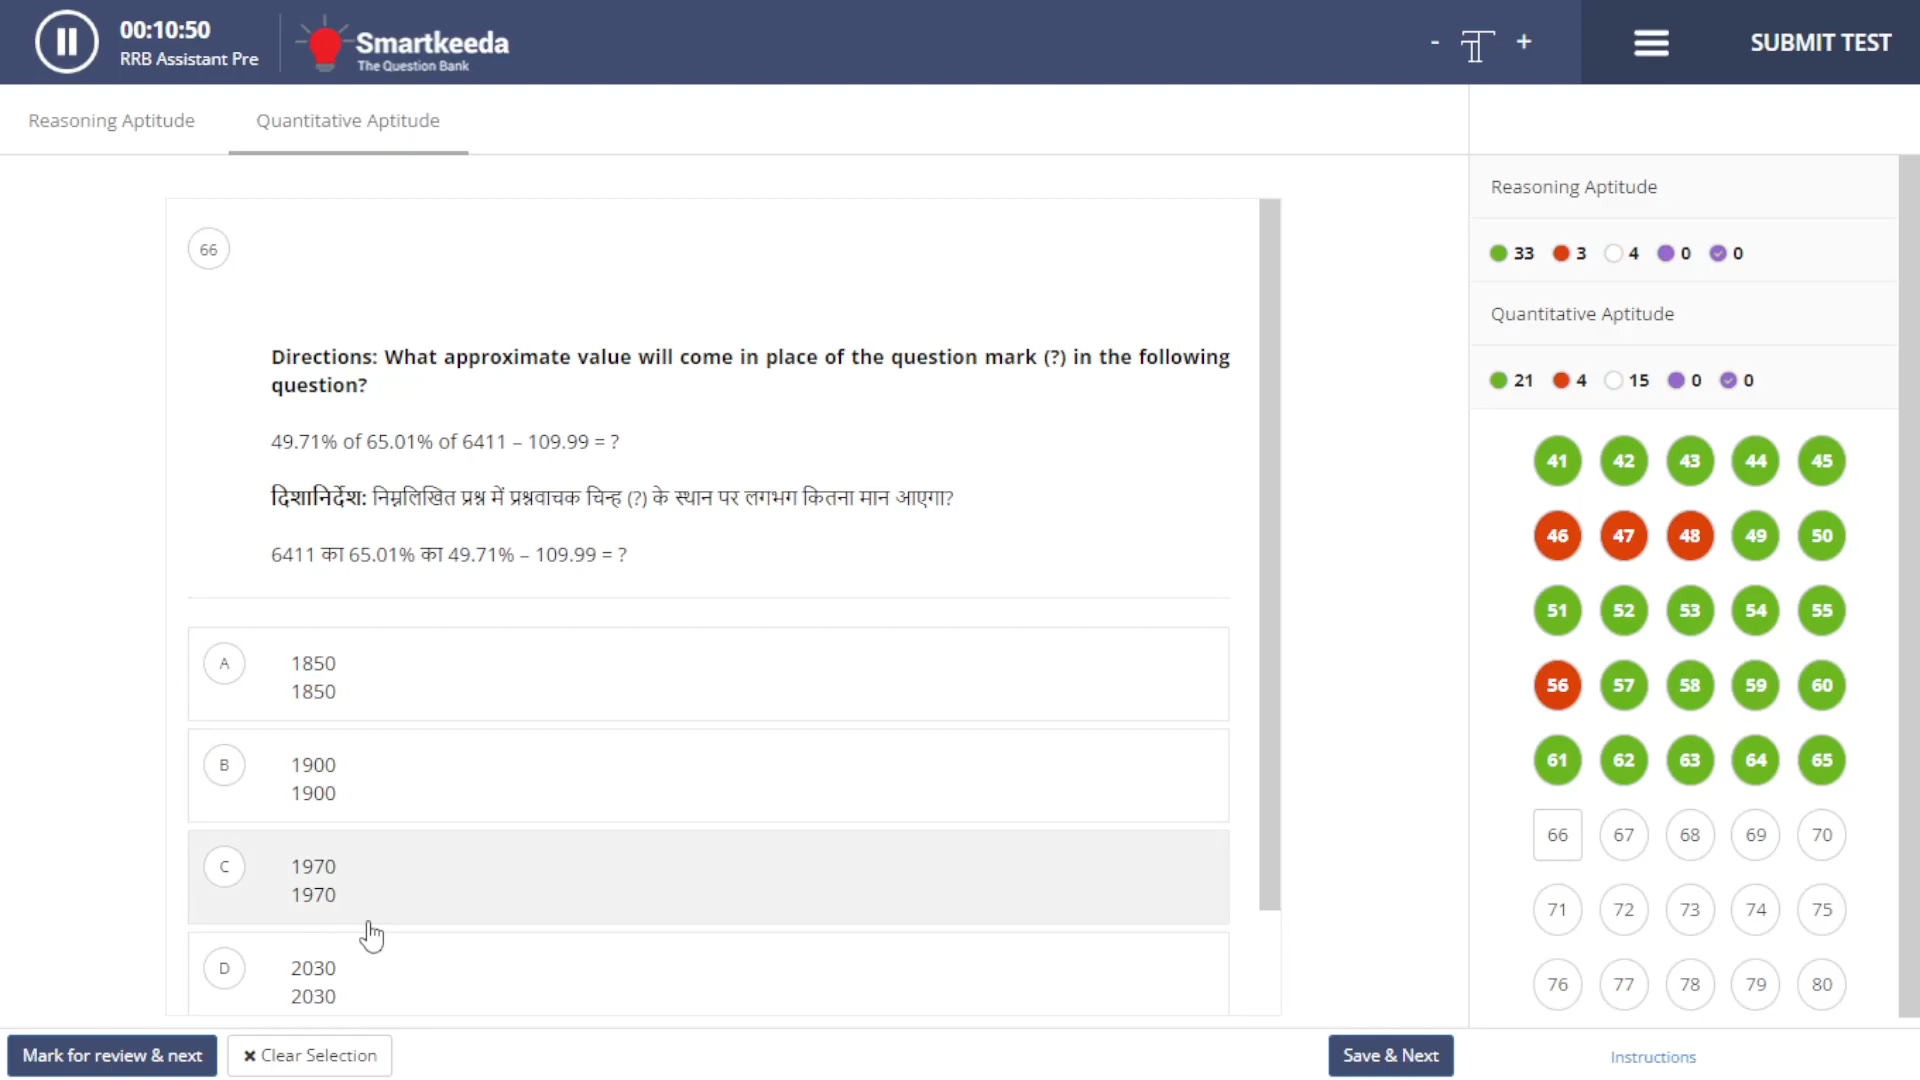 00:10:50
RRB Assistant Pre
Smartkeeda
The Question Bank
- T +
SUBMIT TEST
Reasoning Aptitude
Quantitative Aptitude
66
Directions: What approximate value will come in place of the question mark (?) in the following
question?
49.71% of 65.01% of 6411 – 109.99 = ?
दिशानिर्देश: निम्नलिखित प्रश्न में प्रश्नवाचक चिन्ह (?) के स्थान पर लगभग कितना मान आएगा?
6411 का 65.01% का 49.71% – 109.99 = ?
A
1850
1850
B
1900
1900
C
1970
1970
D
2030
2030
Mark for review & next
Clear Selection
Save & Next
Reasoning Aptitude
33 3 4 0 0
Quantitative Aptitude
21 4 15 0 0
41 42 43 44 45
46 47 48 49 50
51 52 53 54 55
56 57 58 59 60
61 62 63 64 65
66 67 68 69 70
71 72 73 74 75
76 77 78 79 80
Instructions